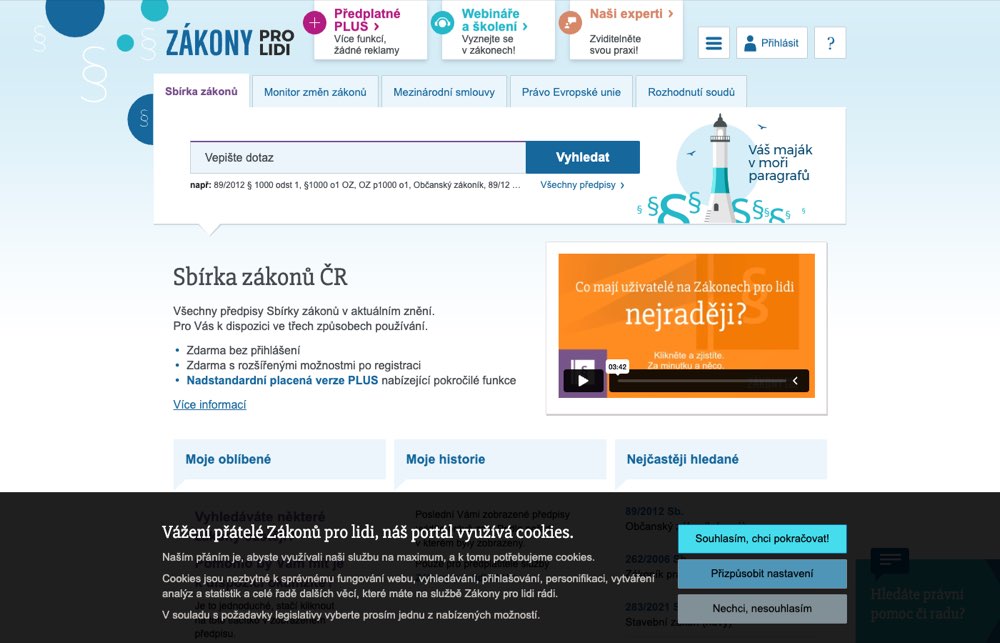 ZÁKONY PRO LIDI
Předplatné PLUS
Více funkcí,
žádné reklamy
Webináře
a školení
Vyznejte se
v zákonech!
Naši experti
Zviditelněte
svou praxi!
Přihlásit
?
Sbírka zákonů
Monitor změn zákonů
Mezinárodní smlouvy
Právo Evropské unie
Rozhodnutí soudů
Vepište dotaz
Vyhledat
např: 89/2012 § 1000 odst 1, §1000 o1 OZ, OZ p1000 o1, Občanský zákoník, 89/12 ...
Všechny předpisy
Váš maják
v moři
paragrafů
Sbírka zákonů ČR
Všechny předpisy Sbírky zákonů v aktuálním znění.
Pro Vás k dispozici ve třech způsobech používání.
• Zdarma bez přihlášení
• Zdarma s rozšířenými možnostmi po registraci
• Nadstandardní placená verze PLUS nabízející pokročilé funkce
Více informací
Co mají uživatelé na Zákonech pro lidi
nejraději?
Klikněte a zjistíte.
Za minutku a něco.
03:42
Moje oblíbené
Moje historie
Nejčastěji hledané
Vyhledáváte některé
Poslední Vámi zobrazené předpisy
89/2012 Sb.
Vážení přátelé Zákonů pro lidi, náš portál využívá cookies.
Naším přáním je, abyste využívali naši službu na maximum, a k tomu potřebujeme cookies.
Cookies jsou nezbytné k správnému fungování webu, vyhledávání, přihlašování, personifikaci, vytváření
analýz a statistik a celé řadě dalších věcí, které máte na službě Zákony pro lidi rádi.
V souladu s požadavky legislativy vyberte prosím jednu z nabízených možností.
předpisu.
Souhlasím, chci pokračovat!
Přizpůsobit nastavení
Nechci, nesouhlasím
Hledáte právní
pomoc či radu?